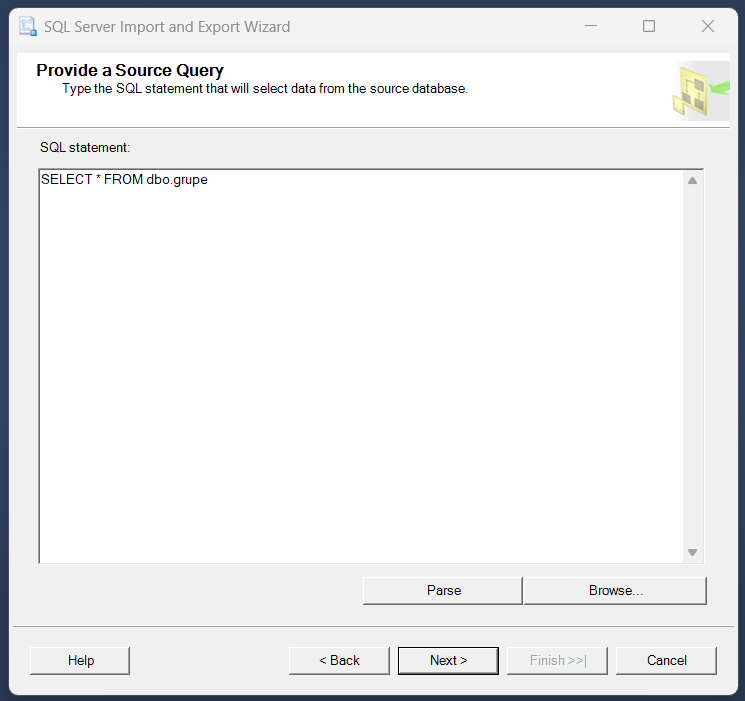 SQL Server Import and Export Wizard
Provide a Source Query
Type the SQL statement that will select data from the source database.
SQL statement:
SELECT * FROM dbo.grupe
Parse
Browse...
Help
< Back
Next >
Finish >>|
Cancel